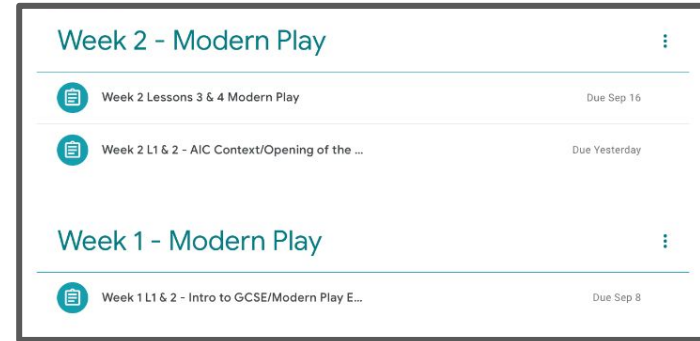 Week 2 - Modern Play
Week 2 Lessons 3 & 4 Modern Play Due Sep 16
Week 2 L1 & 2 - AIC Context/Opening of the ... Due Yesterday
Week 1 - Modern Play
Week 1 L1 & 2 - Intro to GCSE/Modern Play E... Due Sep 8